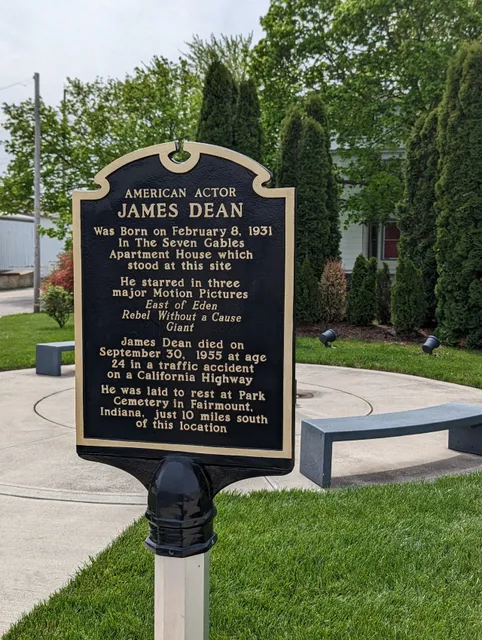 AMERICAN ACTOR
JAMES DEAN
Was Born on February 8, 1931
In The Seven Gables
Apartment House which
stood at this site
He starred in three
major Motion Pictures
East of Eden
Rebel Without a Cause
Giant
James Dean died on
September 30, 1955 at age
24 in a traffic accident
on a California Highway
He was laid to rest at Park
Cemetery in Fairmount,
Indiana, just 10 miles south
of this location